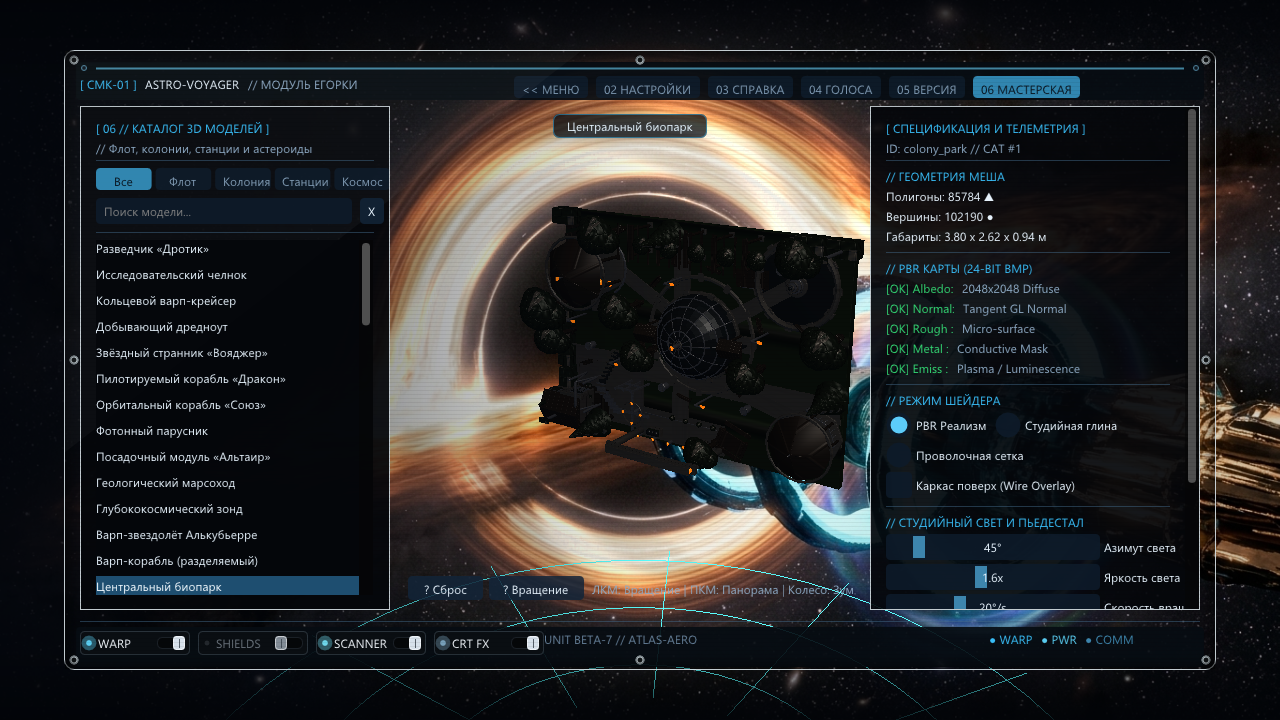 [ СМК-01 ] ASTRO-VOYAGER // МОДУЛЬ ЕГОРКИ
<< МЕНЮ
02 НАСТРОЙКИ
03 СПРАВКА
04 ГОЛОСА
05 ВЕРСИЯ
06 МАСТЕРСКАЯ
[ 06 // КАТАЛОГ 3D МОДЕЛЕЙ ]
// Флот, колонии, станции и астероиды
Все
Флот
Колония
Станции
Космос
Поиск модели...
X
Разведчик «Дротик»
Исследовательский челнок
Кольцевой варп-крейсер
Добывающий дредноут
Звёздный странник «Вояджер»
Пилотируемый корабль «Дракон»
Орбитальный корабль «Союз»
Фотонный парусник
Посадочный модуль «Альтаир»
Геологический марсоход
Глубококосмический зонд
Варп-звездолёт Алькубьерре
Варп-корабль (разделяемый)
Центральный биопарк
Центральный биопарк
? Сброс
? Вращение
ЛКМ: Вращение | ПКМ: Панорама | Колесо: Зум
[ СПЕЦИФИКАЦИЯ И ТЕЛЕМЕТРИЯ ]
ID: colony_park // CAT #1
// ГЕОМЕТРИЯ МЕША
Полигоны: 85784 ▲
Вершины: 102190 ●
Габариты: 3.80 x 2.62 x 0.94 м
// PBR КАРТЫ (24-BIT BMP)
[OK] Albedo: 2048x2048 Diffuse
[OK] Normal: Tangent GL Normal
[OK] Rough : Micro-surface
[OK] Metal : Conductive Mask
[OK] Emiss : Plasma / Luminescence
// РЕЖИМ ШЕЙДЕРА
PBR Реализм
Студийная глина
Проволочная сетка
Каркас поверх (Wire Overlay)
// СТУДИЙНЫЙ СВЕТ И ПЬЕДЕСТАЛ
45° Азимут света
1.6x Яркость света
20°/s Скорость вращ
WARP
SHIELDS
SCANNER
CRT FX
UNIT BETA-7 // ATLAS-AERO
● WARP ● PWR ● COMM